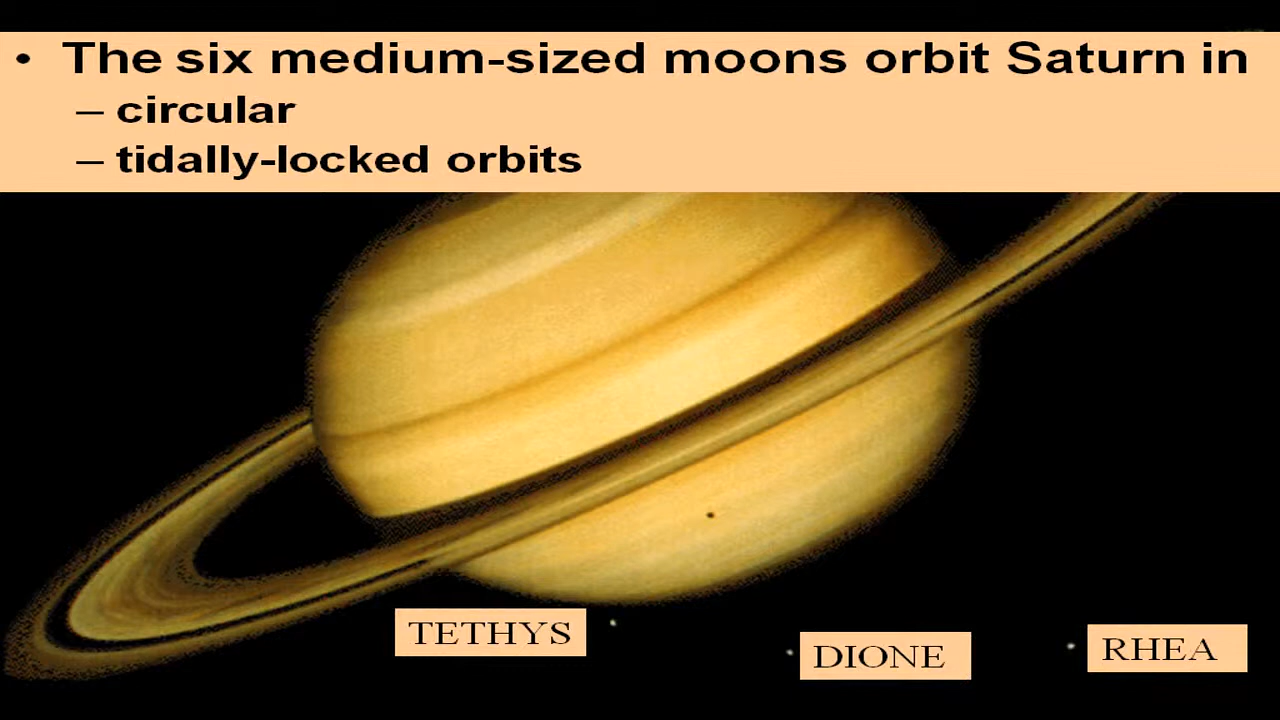 • The six medium-sized moons orbit Saturn in
– circular
– tidally-locked orbits
TETHYS
DIONE
RHEA